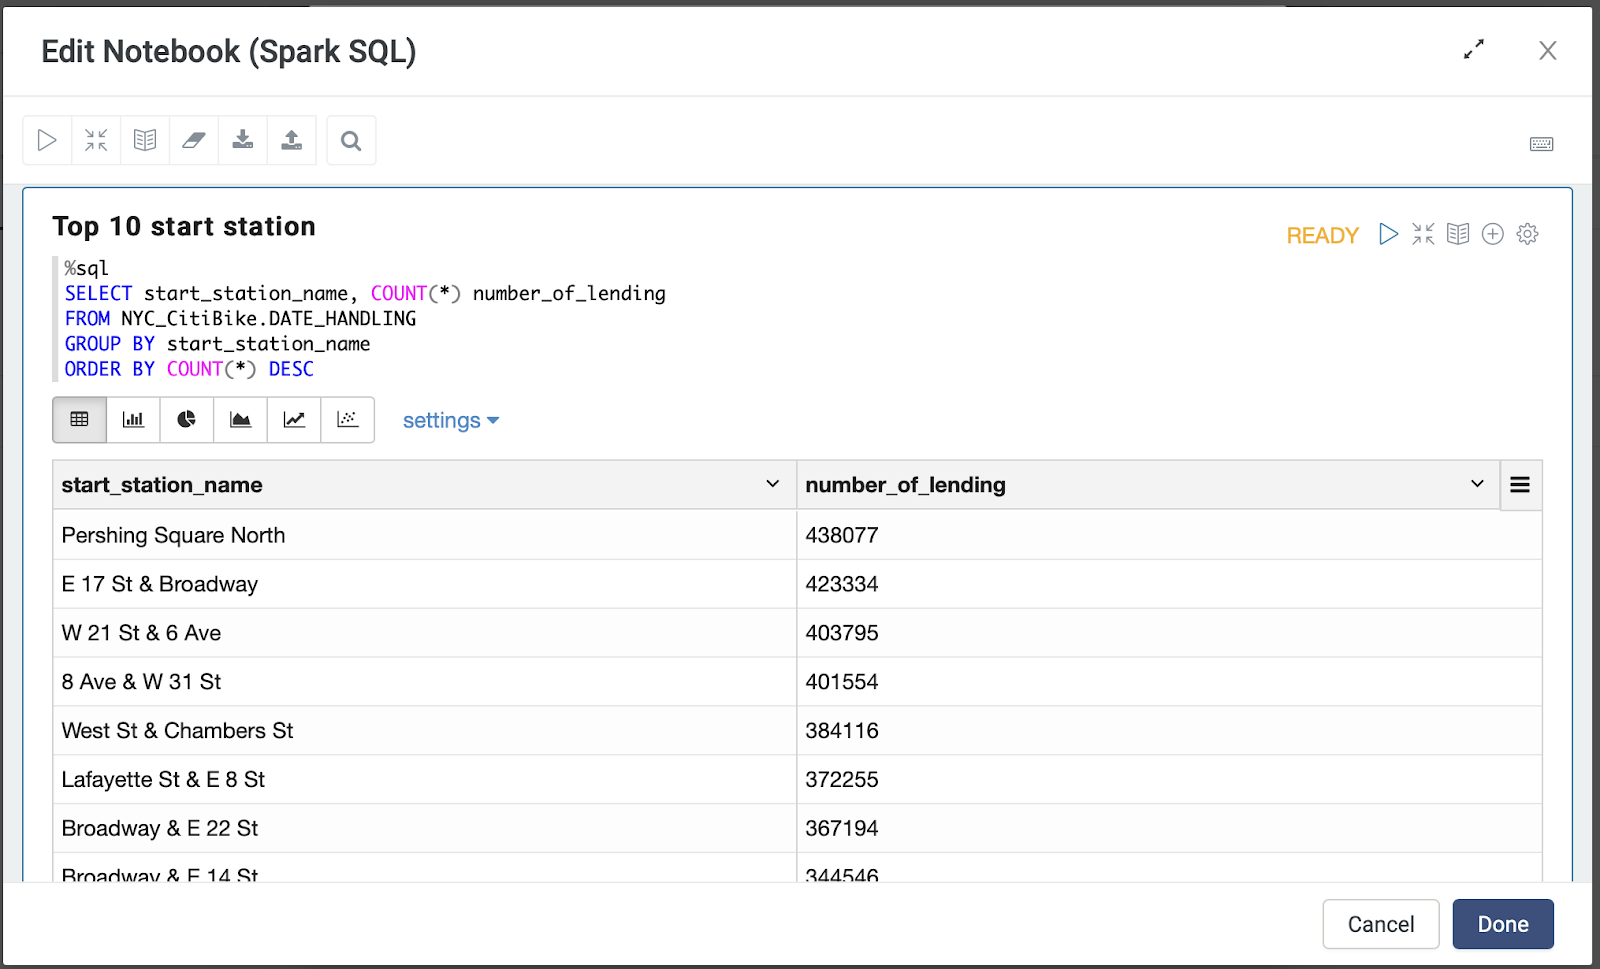 Edit Notebook (Spark SQL)
Top 10 start station
READY
%sql
SELECT start_station_name, COUNT(*) number_of_lending
FROM NYC_CitiBike.DATE_HANDLING
GROUP BY start_station_name
ORDER BY COUNT(*) DESC
settings
start_station_name number_of_lending
Pershing Square North 438077
E 17 St & Broadway 423334
W 21 St & 6 Ave 403795
8 Ave & W 31 St 401554
West St & Chambers St 384116
Lafayette St & E 8 St 372255
Broadway & E 22 St 367194
Broadway & E 14 St 344546
Cancel Done